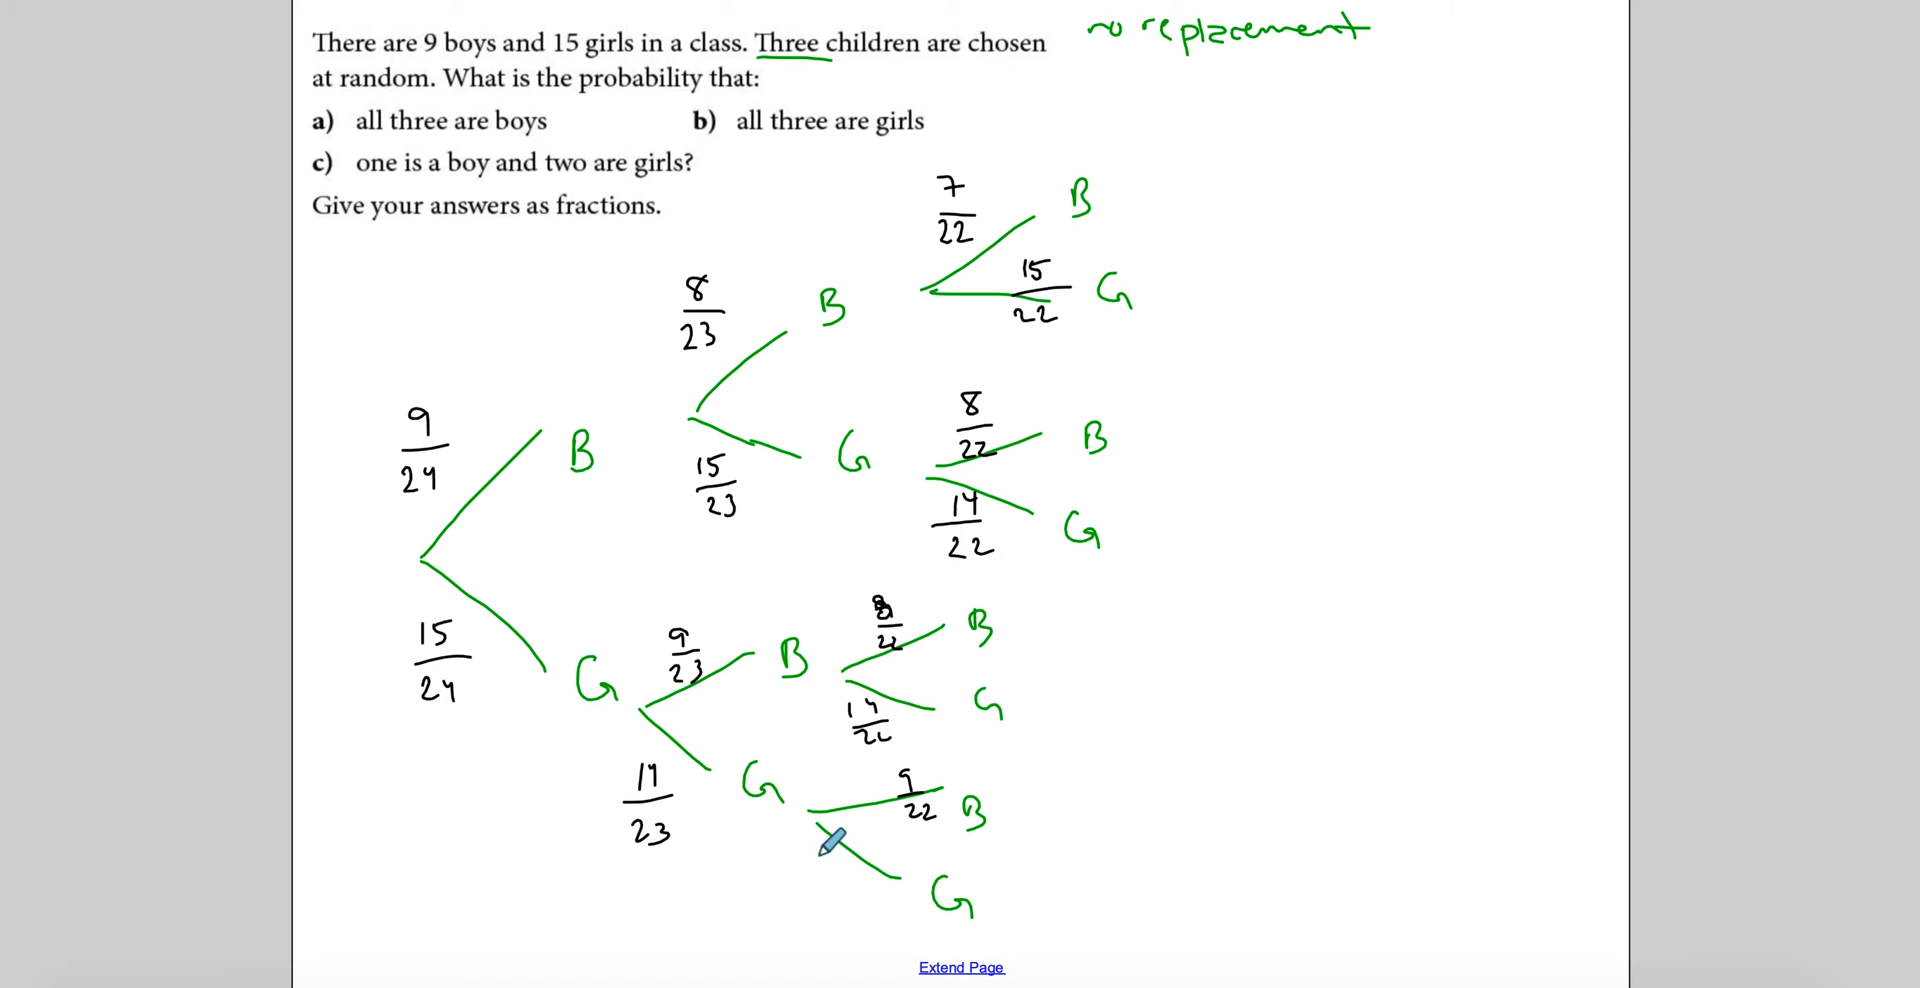 There are 9 boys and 15 girls in a class. Three children are chosen
at random. What is the probability that:
a) all three are boys b) all three are girls
c) one is a boy and two are girls?
Give your answers as fractions.
no replacement
7/22 B
15/22 G
8/23 B
8/22 B
9/24 B
15/23 G
14/22 G
15/24 G
9/23 B
8/22 B
14/22 G
14/23 G
9/22 B
G
Extend Page